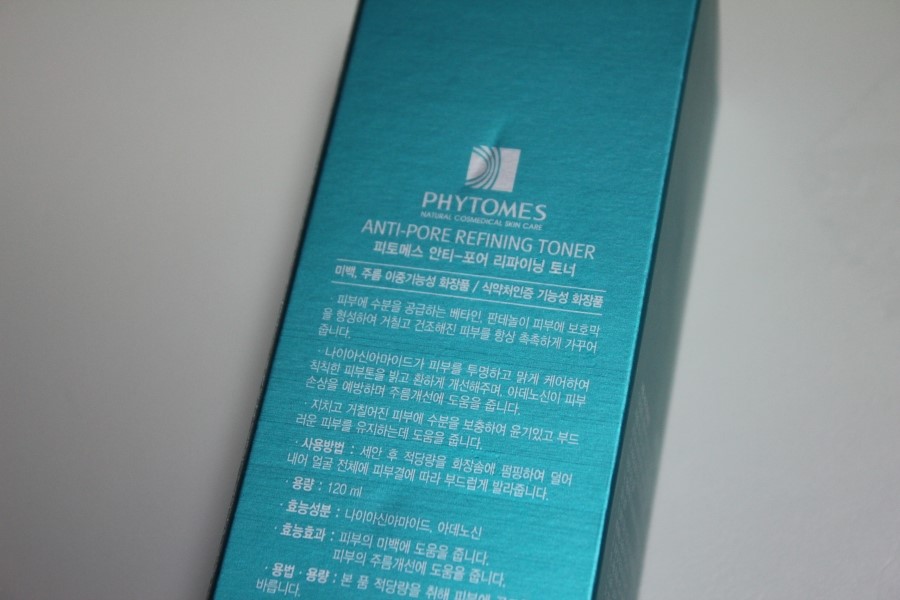 PHYTOMES
NATURAL COSMEDICAL SKIN CARE
ANTI-PORE REFINING TONER
피토메스 안티-포어 리파이닝 토너
미백, 주름 이중기능성 화장품 / 식약처인증 기능성 화장품
피부에 수분을 공급하는 베타인, 판테놀이 피부에 보호막
을 형성하여 거칠고 건조해진 피부를 항상 촉촉하게 가꾸어
줍니다.
· 나이아신아마이드가 피부를 투명하고 맑게 케어하여
칙칙한 피부톤을 밝고 환하게 개선해주며, 아데노신이 피부
손상을 예방하며 주름개선에 도움을 줍니다.
· 지치고 거칠어진 피부에 수분을 보충하여 윤기있고 부드
러운 피부를 유지하는데 도움을 줍니다.
· 사용방법 : 세안 후 적당량을 화장솜에 펌핑하여 덜어
내어 얼굴 전체에 피부결에 따라 부드럽게 발라줍니다.
· 용량 : 120 ml
· 효능성분 : 나이아신아마이드, 아데노신
· 효능효과 : 피부의 미백에 도움을 줍니다.
피부의 주름개선에 도움을 줍니다.
· 용법 · 용량 : 본 품 적당량을 취해 피부에
바릅니다.